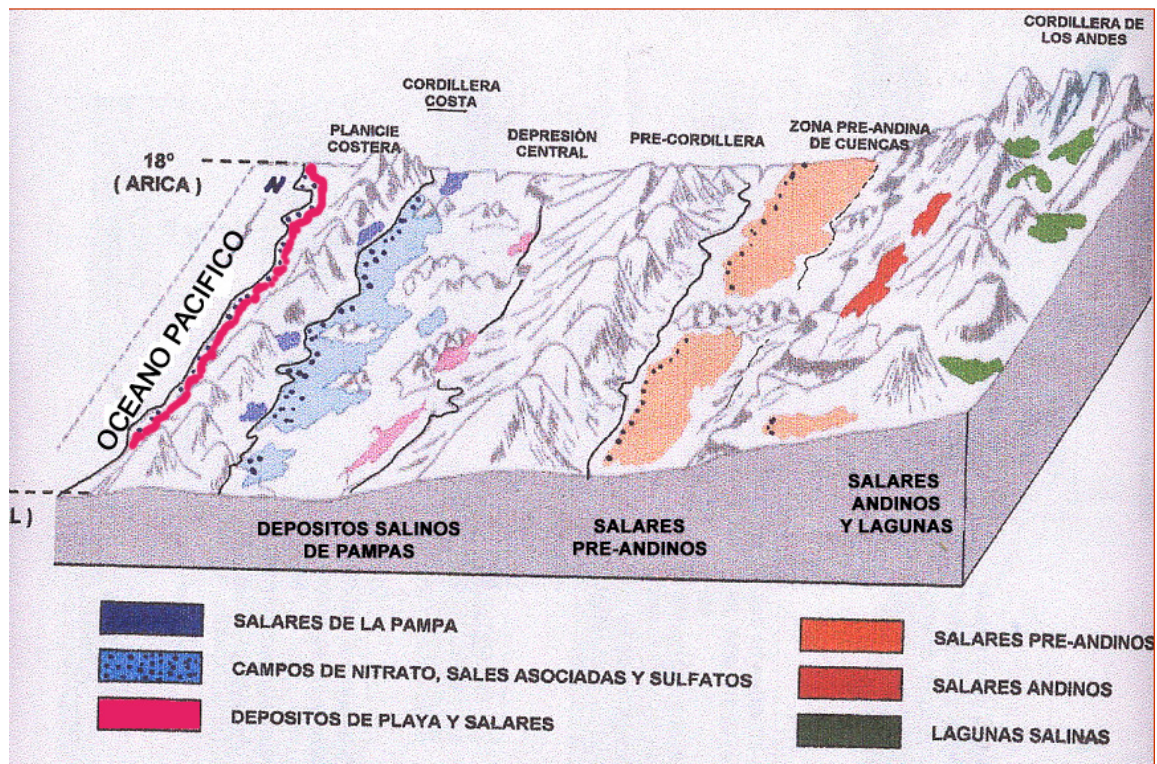 CORDILLERA DE
LOS ANDES
CORDILLERA
COSTA
PLANICIE
COSTERA
DEPRESIÒN
CENTRAL
PRE-CORDILLERA
ZONA PRE-ANDINA
DE CUENCAS
18º
( ARICA )
N
OCEANO PACIFICO
L )
DEPOSITOS SALINOS
DE PAMPAS
SALARES
PRE-ANDINOS
SALARES
ANDINOS
Y LAGUNAS
SALARES DE LA PAMPA
CAMPOS DE NITRATO, SALES ASOCIADAS Y SULFATOS
DEPOSITOS DE PLAYA Y SALARES
SALARES PRE-ANDINOS
SALARES ANDINOS
LAGUNAS SALINAS